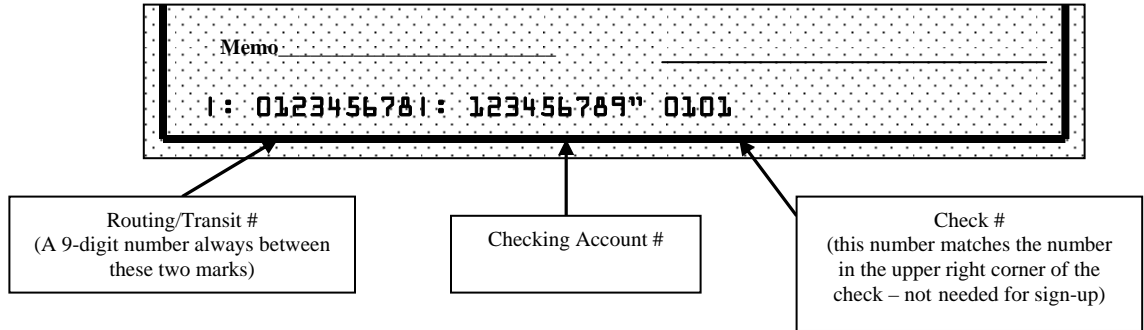 Memo
|: 012345678|: 123456789” 0101
Routing/Transit #
(A 9-digit number always between
these two marks)
Checking Account #
Check #
(this number matches the number
in the upper right corner of the
check – not needed for sign-up)